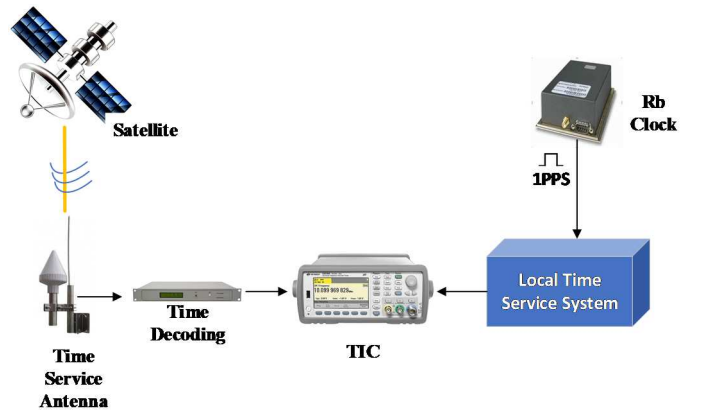 Satellite
Rb
Clock
1PPS
Local Time
Service System
Time
Decoding
TIC
Time
Service
Antenna